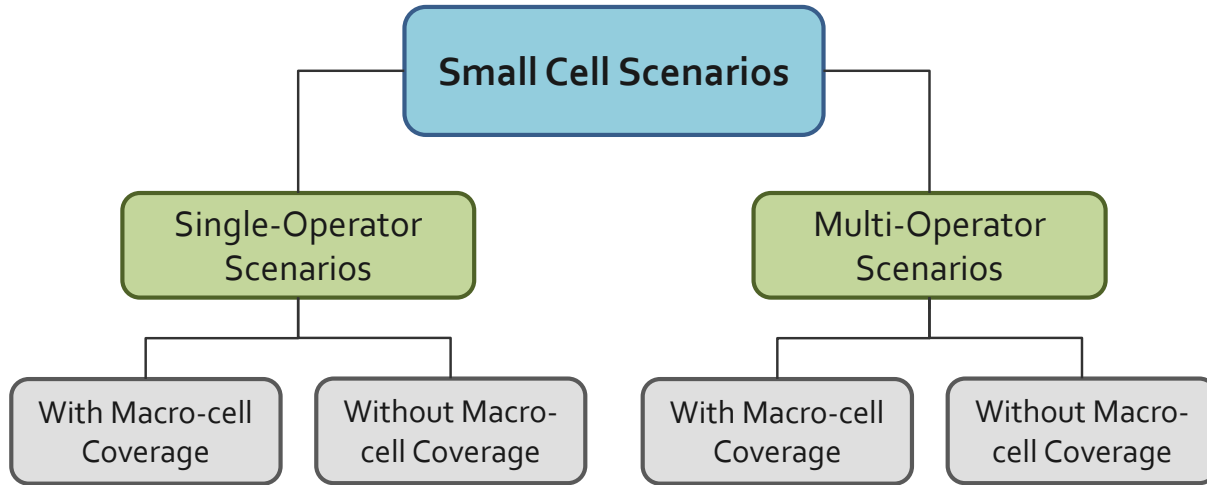 Small Cell Scenarios
Single-Operator
Scenarios
Multi-Operator
Scenarios
With Macro-cell
Coverage
Without Macro-
cell Coverage
With Macro-cell
Coverage
Without Macro-
cell Coverage